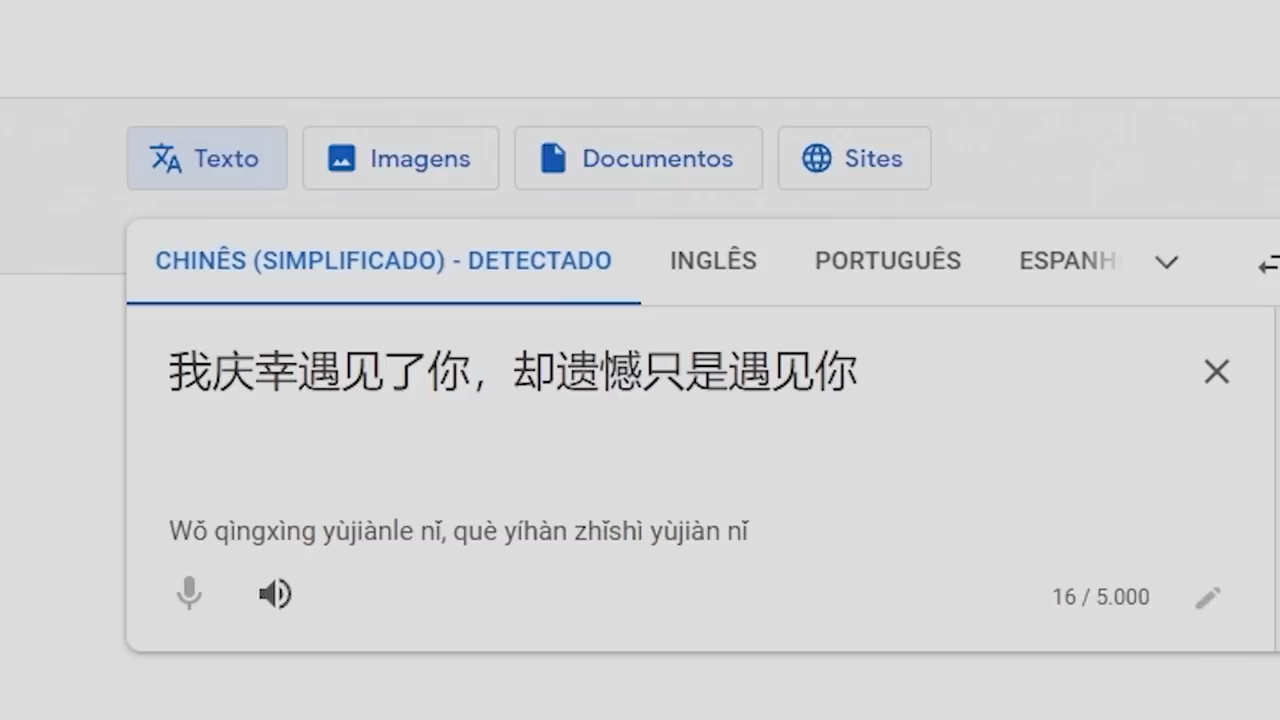 Texto Imagens Documentos Sites
CHINÊS (SIMPLIFICADO) - DETECTADO INGLÊS PORTUGUÊS ESPANH
我庆幸遇见了你，却遗憾只是遇见你
Wǒ qìngxìng yùjiànle nǐ, què yíhàn zhǐshì yùjiàn nǐ
16 / 5.000